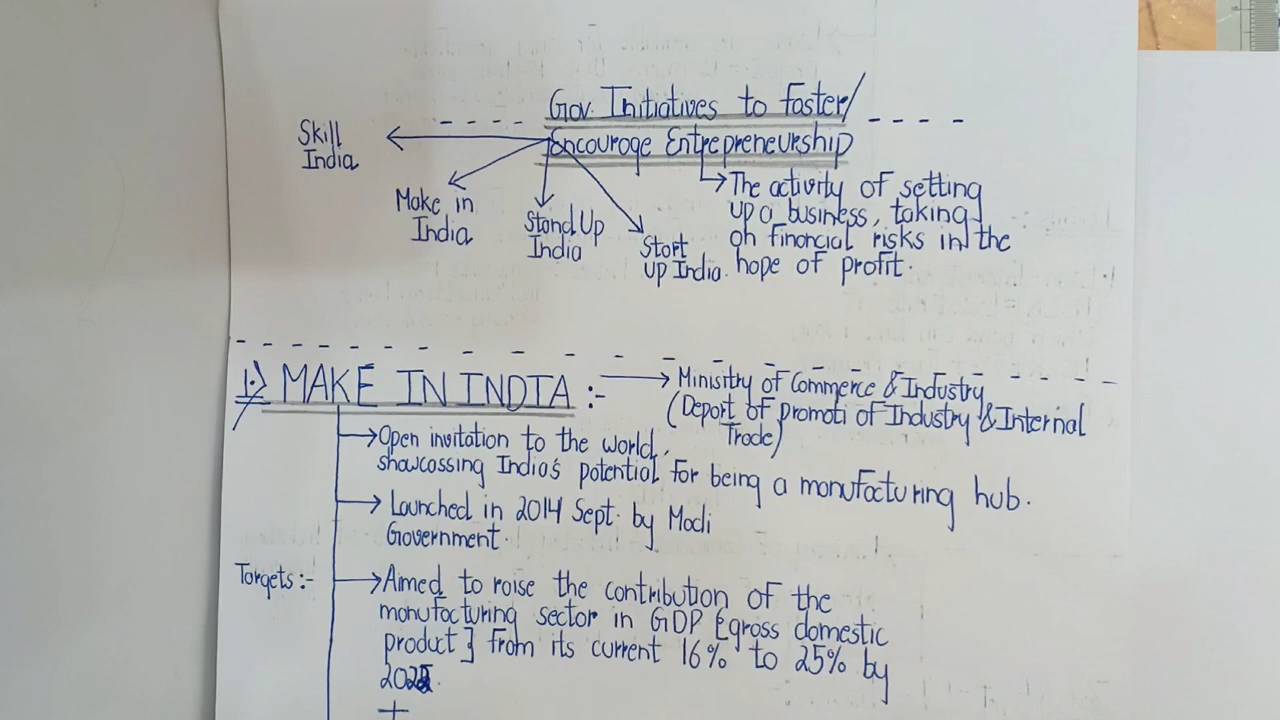 Gov. Initiatives to foster/
Encourage Entrepreneurship
Skill
India
Make in
India
Stand Up
India
Start
up India.
The activity of setting
up a business, taking
on financial risks in the
hope of profit.
1.) MAKE IN INDIA :-
Minisitry of Commerce & Industry
(Depart of promoti of Industry & Internal
Trade)
Open invitation to the world,
showcassing India's potential for being a manufacturing hub.
Launched in 2014 Sept. by Modi
Government.
Targets :-
Aimed to raise the contribution of the
manufacturing sector in GDP [gross domestic
product] from its current 16% to 25% by